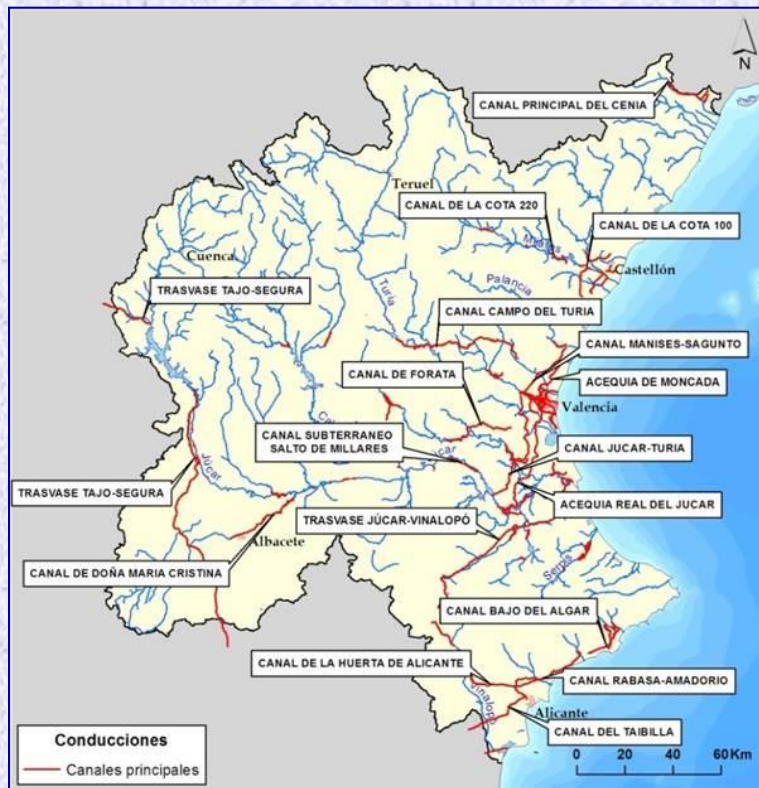 N
CANAL PRINCIPAL DEL CENIA
Teruel
CANAL DE LA COTA 220
CANAL DE LA COTA 100
Mijares
Cuenca
Castellón
Palancia
TRASVASE TAJO-SEGURA
Turia
CANAL CAMPO DEL TURIA
CANAL MANISES-SAGUNTO
CANAL DE FORATA
ACEQUIA DE MONCADA
Valencia
CANAL SUBTERRANEO
SALTO DE MILLARES
CANAL JUCAR-TURIA
Júcar
TRASVASE TAJO-SEGURA
ACEQUIA REAL DEL JUCAR
TRASVASE JÚCAR-VINALOPÓ
Albacete
CANAL DE DOÑA MARIA CRISTINA
Serpis
CANAL BAJO DEL ALGAR
CANAL DE LA HUERTA DE ALICANTE
CANAL RABASA-AMADORIO
Vinalopó
Alicante
CANAL DEL TAIBILLA
Conducciones
Canales principales
0 20 40 60 Km